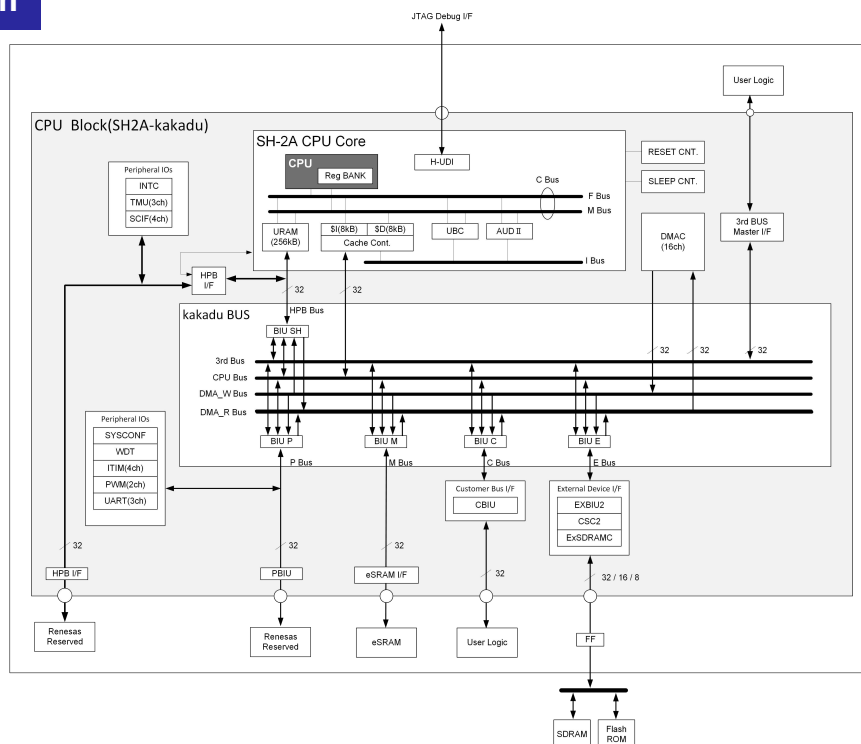 JTAG Debug I/F
User Logic
CPU Block(SH2A-kakadu)
SH-2A CPU Core
CPU
Reg BANK
H-UDI
RESET CNT.
SLEEP CNT.
C Bus
F Bus
M Bus
Peripheral IOs
INTC
TMU(3ch)
SCIF(4ch)
URAM
(256kB)
$I(8kB)
$D(8kB)
Cache Cont.
UBC
AUD II
I Bus
DMAC
(16ch)
3rd BUS
Master I/F
HPB
I/F
32
32
HPB Bus
kakadu BUS
BIU SH
32
32
32
3rd Bus
CPU Bus
DMA_W Bus
DMA_R Bus
BIU P
BIU M
BIU C
BIU E
P Bus
M Bus
C Bus
E Bus
Peripheral IOs
SYSCONF
WDT
ITIM(4ch)
PWM(2ch)
UART(3ch)
Customer Bus I/F
CBIU
External Device I/F
EXBIU2
CSC2
ExSDRAMC
32
32
32
32
32 / 16 / 8
HPB I/F
PBIU
eSRAM I/F
Renesas
Reserved
Renesas
Reserved
eSRAM
User Logic
FF
SDRAM
Flash
ROM